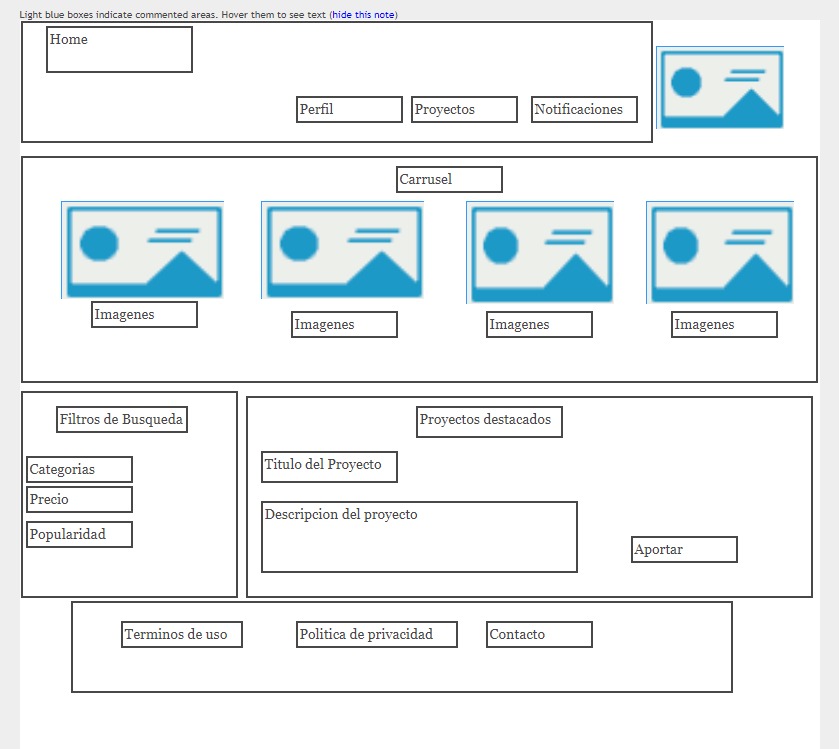 Light blue boxes indicate commented areas. Hover them to see text (hide this note)
Home
Perfil
Proyectos
Notificaciones
Carrusel
Imagenes
Imagenes
Imagenes
Imagenes
Filtros de Busqueda
Categorias
Precio
Popularidad
Proyectos destacados
Titulo del Proyecto
Descripcion del proyecto
Aportar
Terminos de uso
Politica de privacidad
Contacto